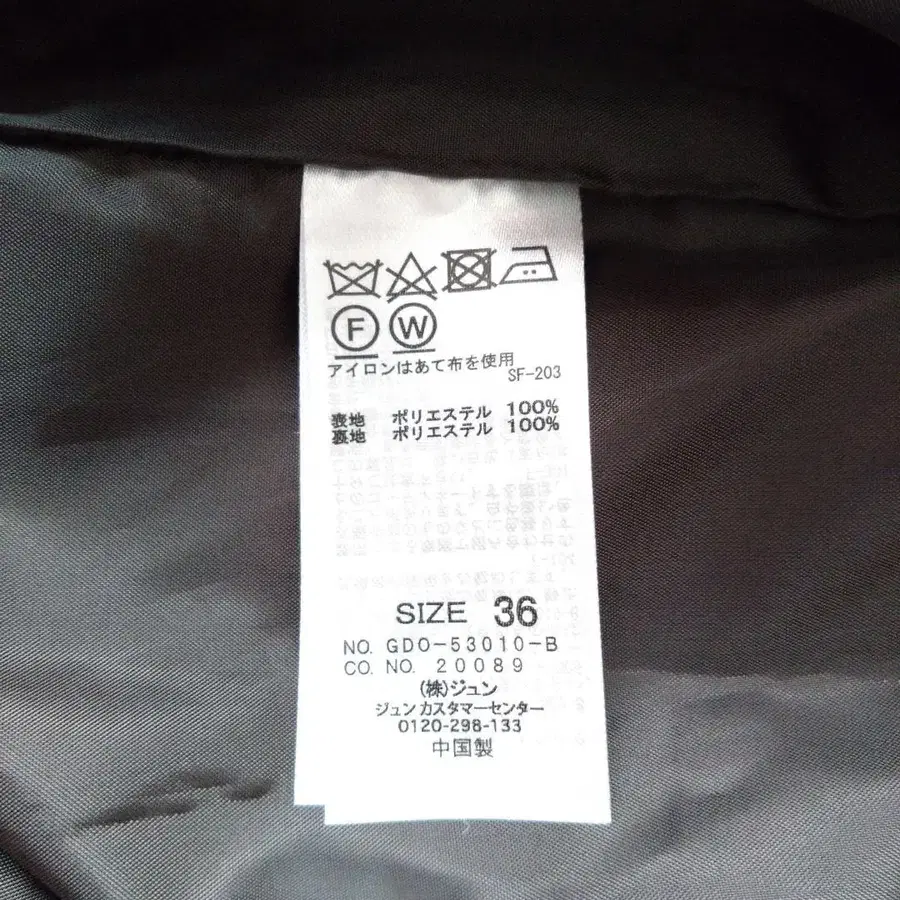 F W
アイロンはあて布を使用
SF-203
表地 ポリエステル 100%
裏地 ポリエステル 100%
SIZE 36
NO. GDO-53010-B
CO. NO. 20089
(株)ジュン
ジュン カスタマーセンター
0120-298-133
中国製